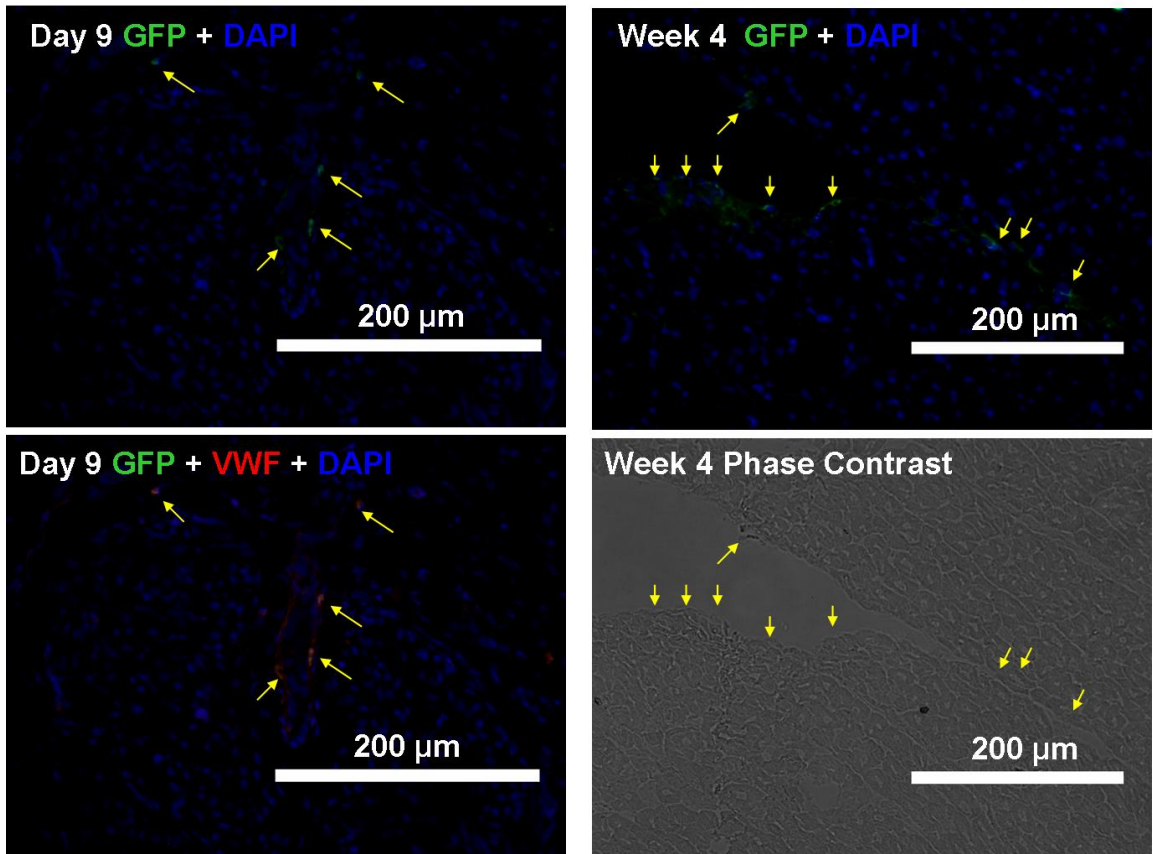 Day 9 GFP + DAPI
200 µm
Week 4 GFP + DAPI
200 µm
Day 9 GFP + VWF + DAPI
200 µm
Week 4 Phase Contrast
200 µm